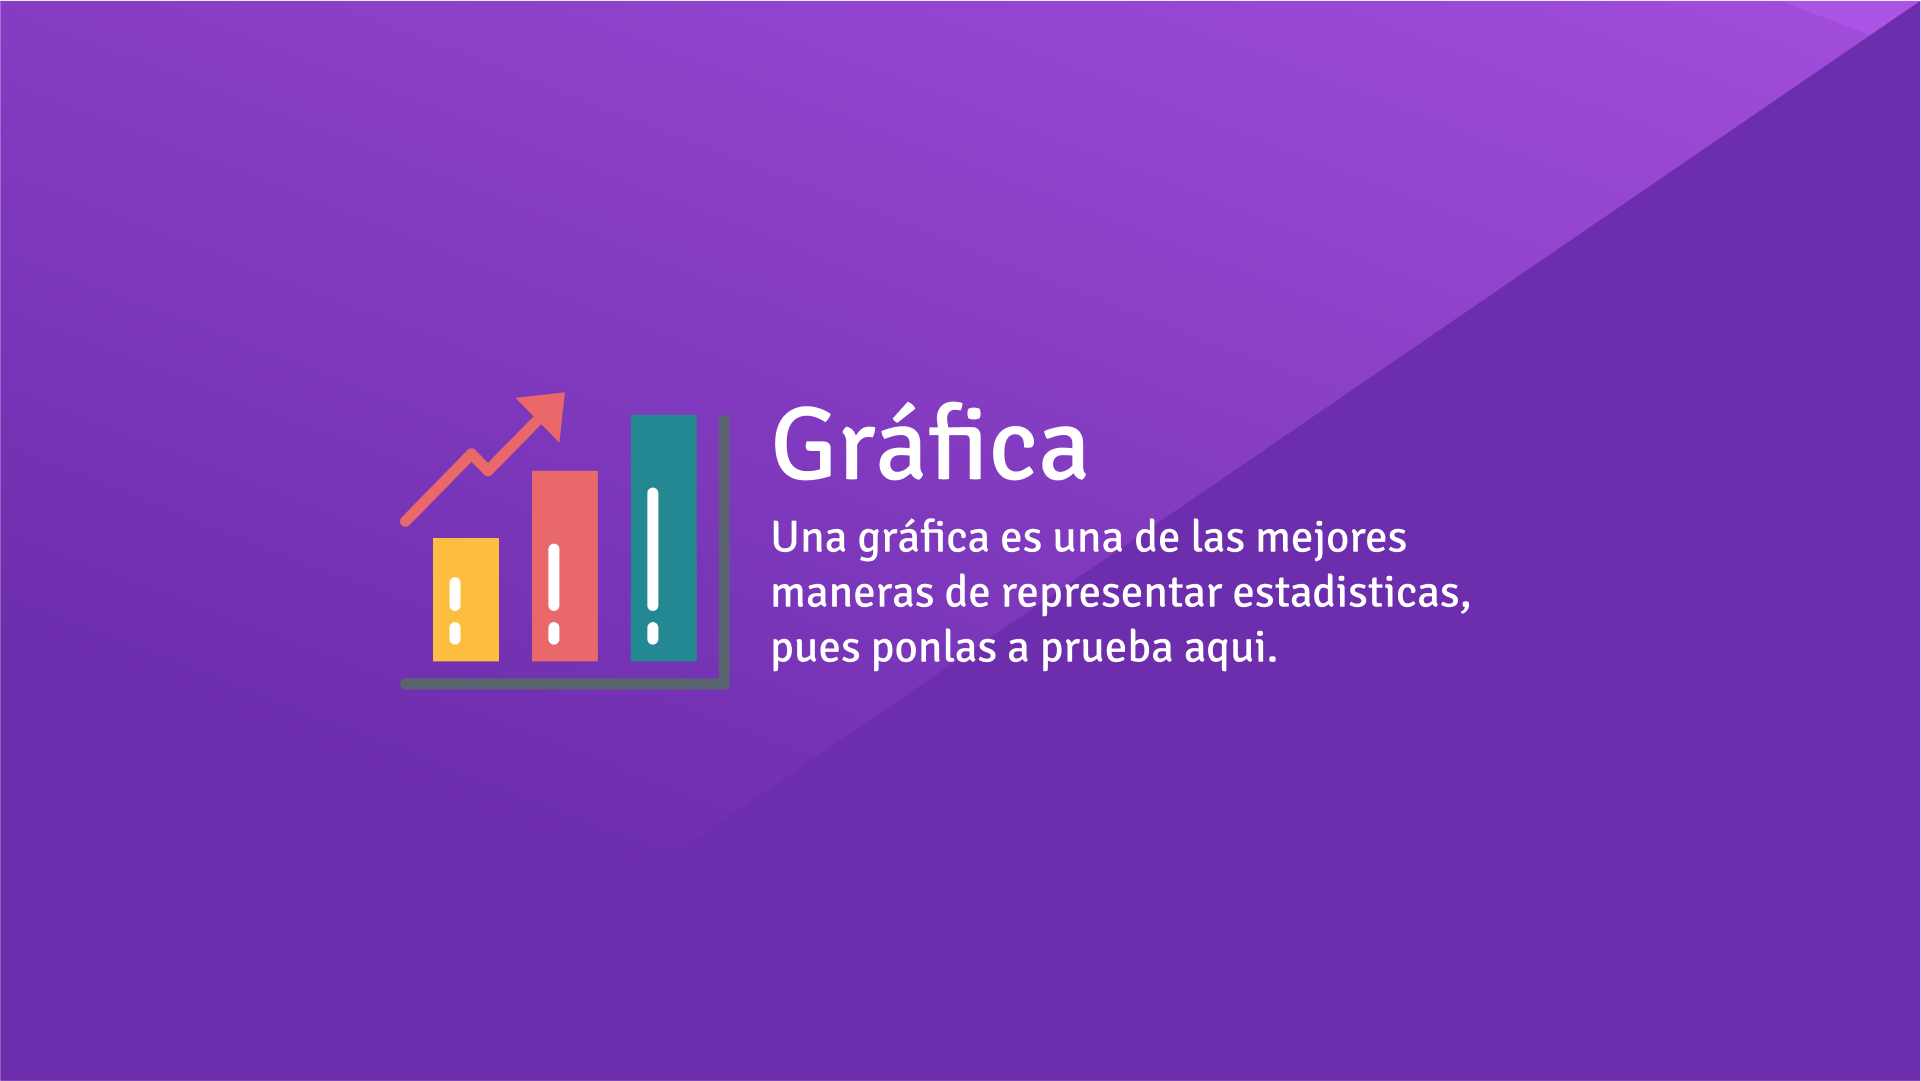 Gráfica
Una gráfica es una de las mejores
maneras de representar estadisticas,
pues ponlas a prueba aqui.